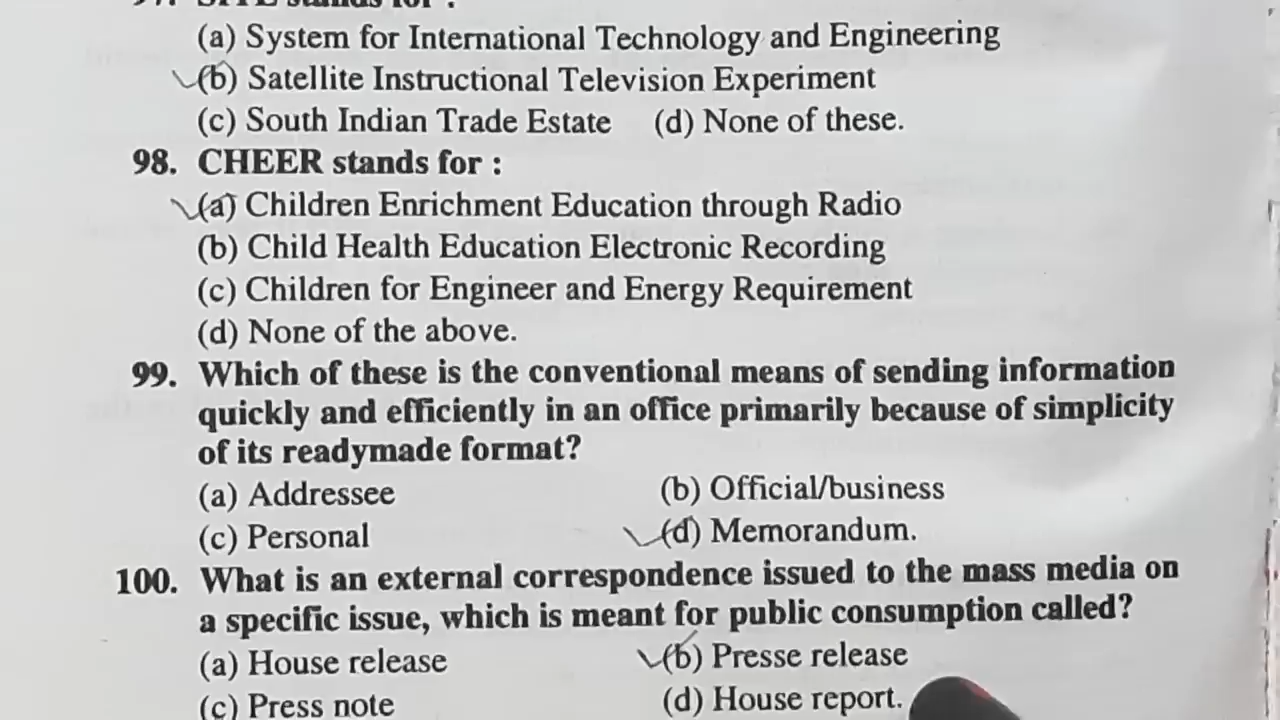 97. SITE stands for :
(a) System for International Technology and Engineering
(b) Satellite Instructional Television Experiment
(c) South Indian Trade Estate (d) None of these.
98. CHEER stands for :
(a) Children Enrichment Education through Radio
(b) Child Health Education Electronic Recording
(c) Children for Engineer and Energy Requirement
(d) None of the above.
99. Which of these is the conventional means of sending information
quickly and efficiently in an office primarily because of simplicity
of its readymade format?
(a) Addressee (b) Official/business
(c) Personal (d) Memorandum.
100. What is an external correspondence issued to the mass media on
a specific issue, which is meant for public consumption called?
(a) House release (b) Presse release
(c) Press note (d) House report.